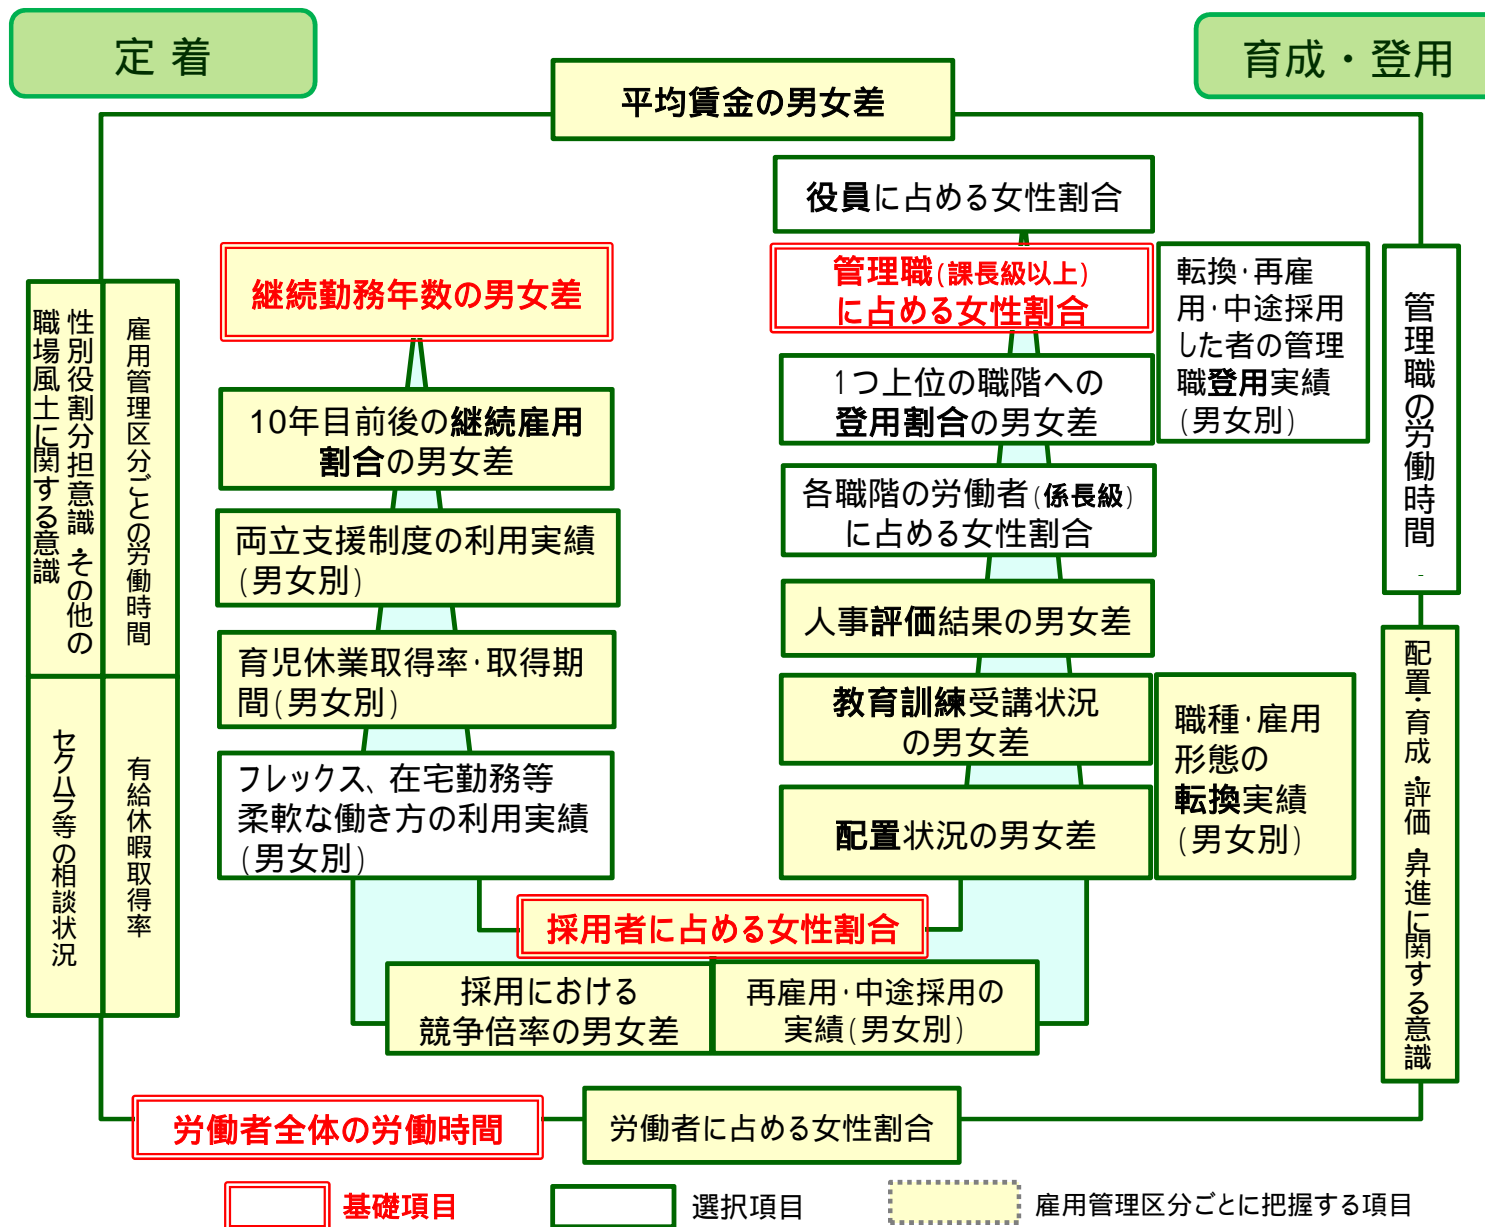 定 着
育成・登用
平均賃金の男女差
役員に占める女性割合
継続勤務年数の男女差
管理職(課長級以上)
に占める女性割合
転換・再雇
用・中途採用
した者の管理
職登用実績
(男女別)
管理職の労働時間
性別役割分担意識・その他の
職場風土に関する意識
雇用管理区分ごとの労働時間
10年目前後の継続雇用
割合の男女差
1つ上位の職階への
登用割合の男女差
各職階の労働者(係長級)
に占める女性割合
両立支援制度の利用実績
(男女別)
人事評価結果の男女差
育児休業取得率・取得期
間(男女別)
教育訓練受講状況
の男女差
職種・雇用
形態の
転換実績
(男女別)
配置・育成・評価・昇進に関する意識
セクハラ等の相談状況
有給休暇取得率
フレックス、在宅勤務等
柔軟な働き方の利用実績
(男女別)
配置状況の男女差
採用者に占める女性割合
採用における
競争倍率の男女差
再雇用・中途採用の
実績(男女別)
労働者全体の労働時間
労働者に占める女性割合
基礎項目
選択項目
雇用管理区分ごとに把握する項目